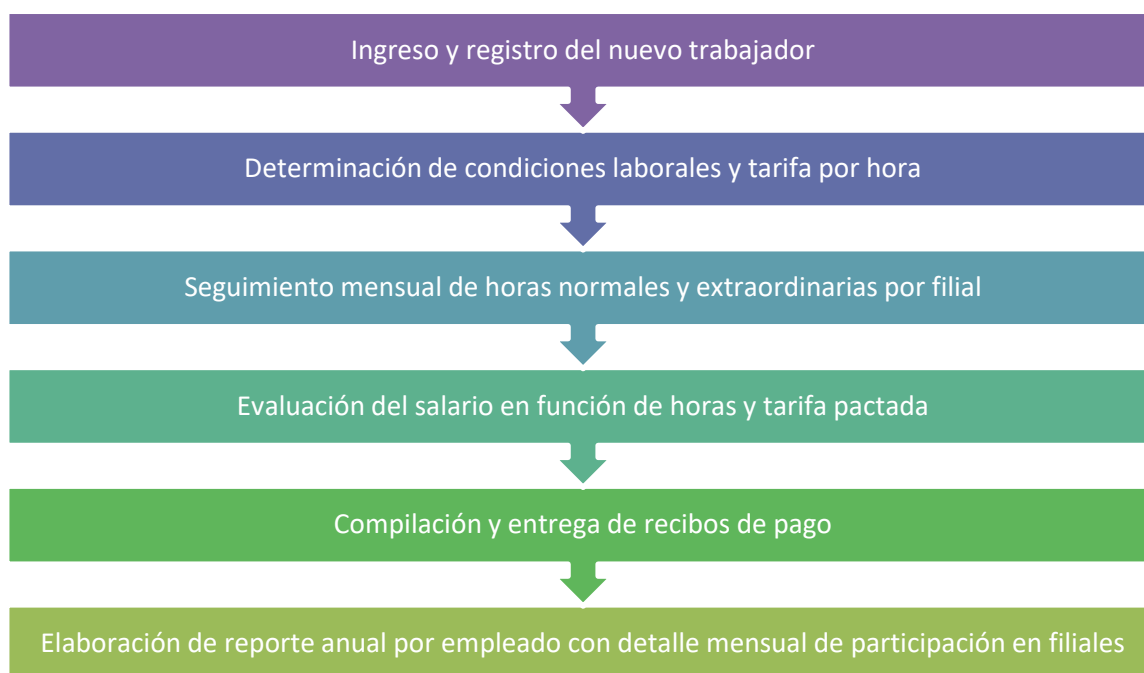 Ingreso y registro del nuevo trabajador
Determinación de condiciones laborales y tarifa por hora
Seguimiento mensual de horas normales y extraordinarias por filial
Evaluación del salario en función de horas y tarifa pactada
Compilación y entrega de recibos de pago
Elaboración de reporte anual por empleado con detalle mensual de participación en filiales